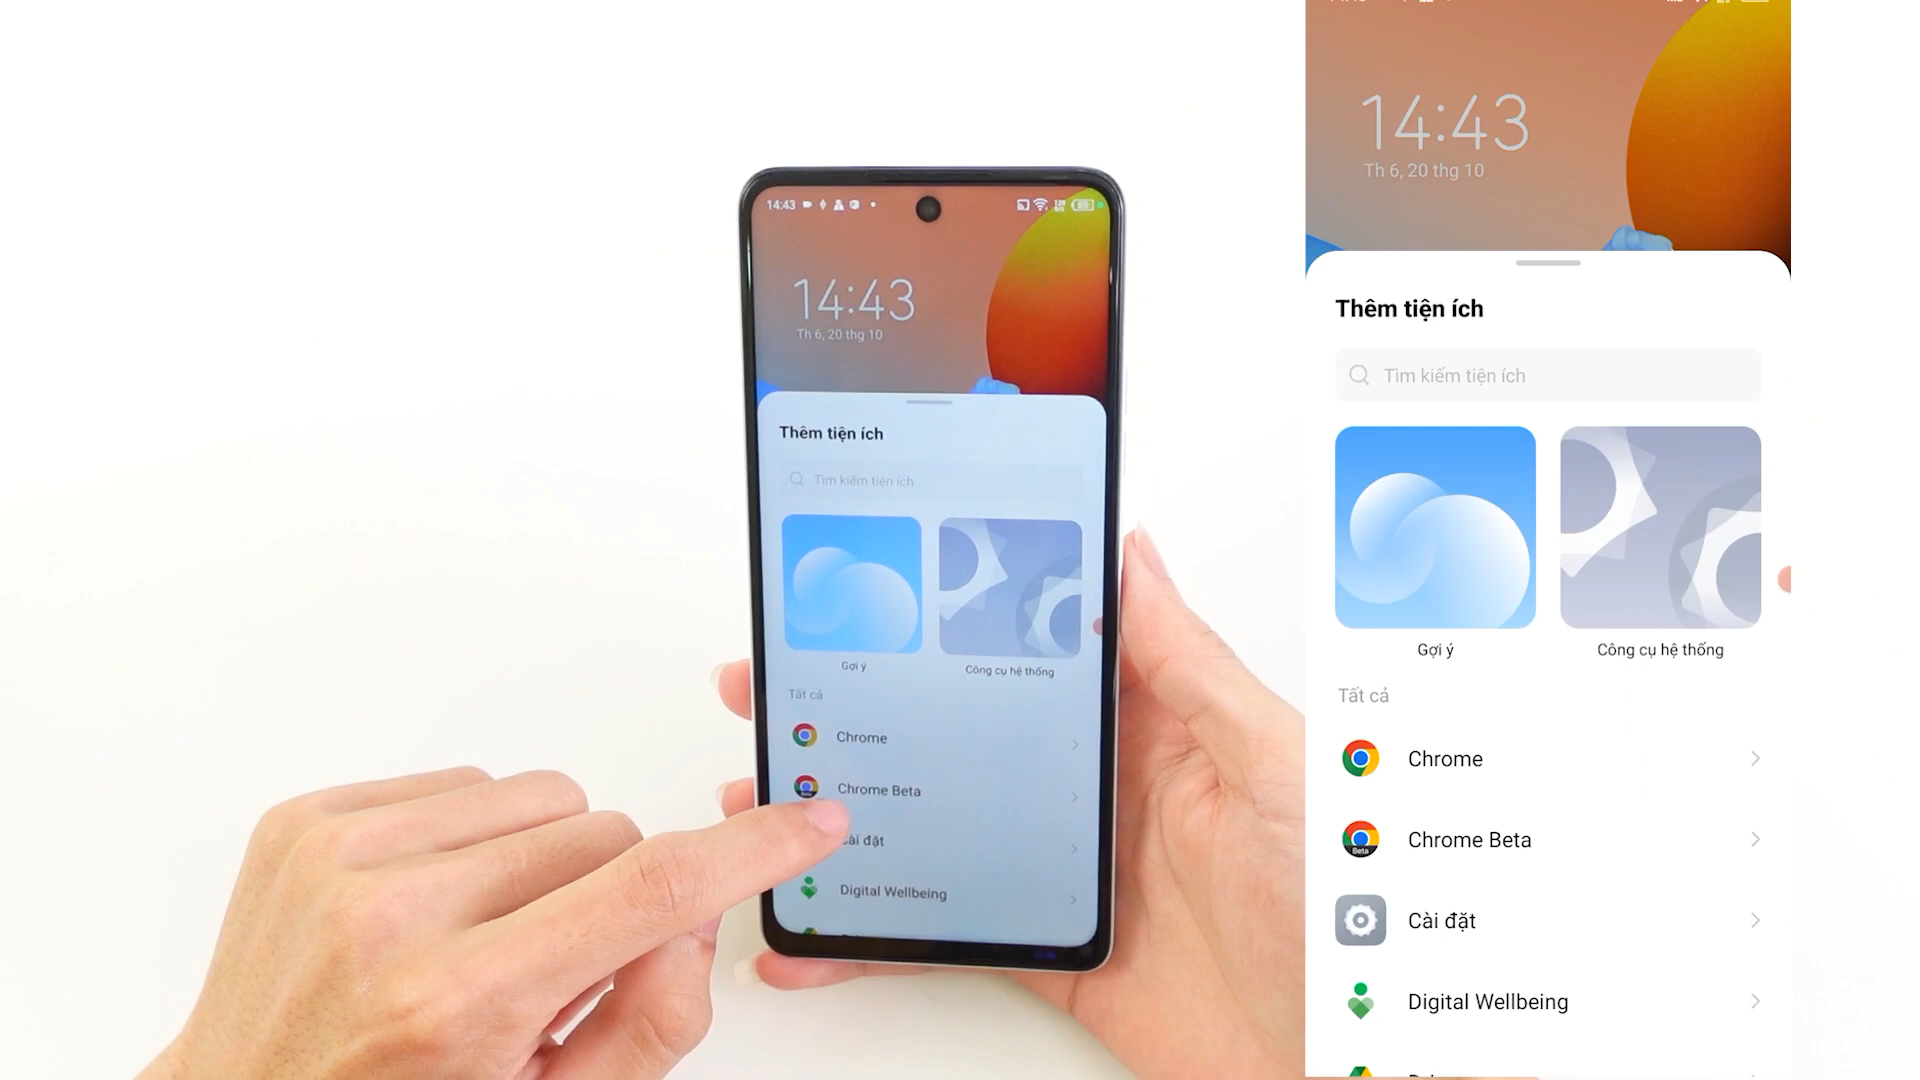 14:43
14:43
Th 6, 20 thg 10
Thêm tiện ích
Tìm kiếm tiện ích
Gợi ý
Công cụ hệ thống
Tất cả
Chrome
Chrome Beta
ài đặt
Digital Wellbeing
14:43
Th 6, 20 thg 10
Thêm tiện ích
Tìm kiếm tiện ích
Gợi ý
Công cụ hệ thống
Tất cả
Chrome
Beta
Chrome Beta
Cài đặt
Digital Wellbeing